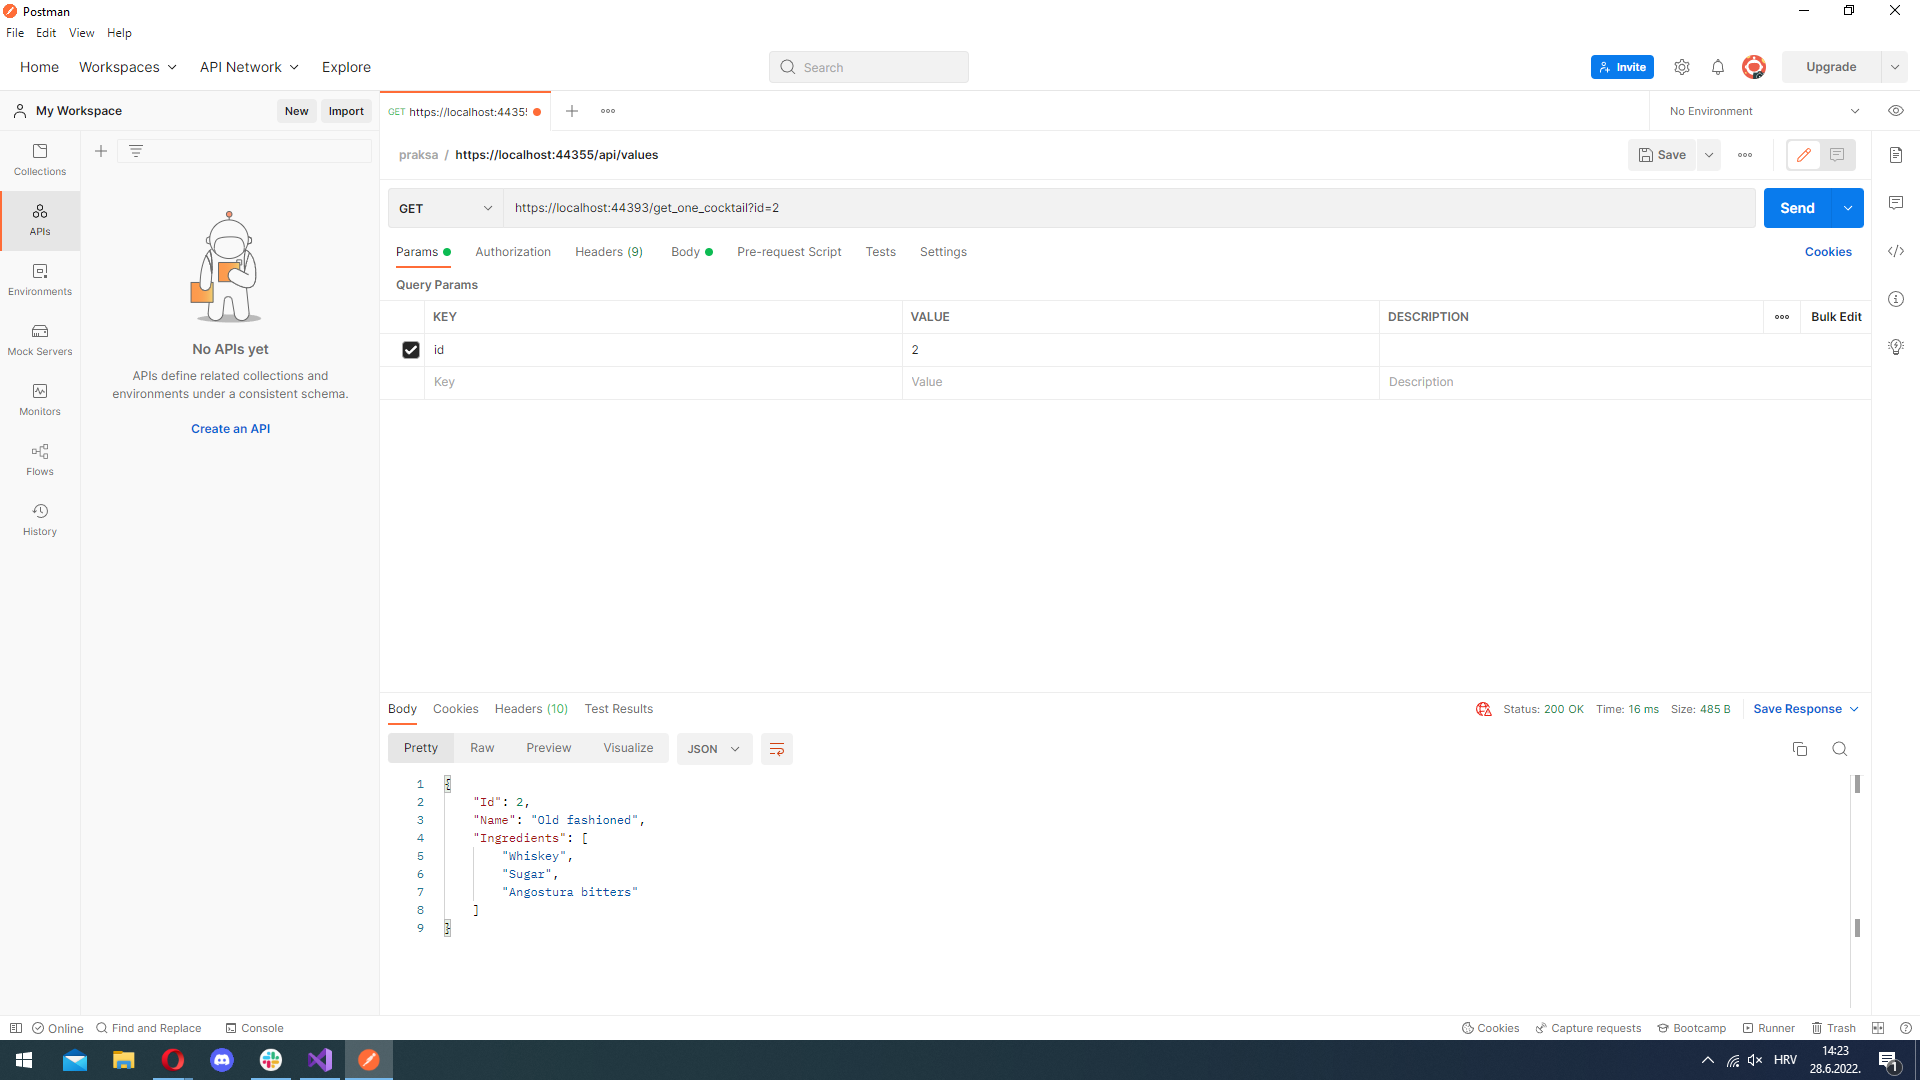 Postman
File Edit View Help
Home Workspaces API Network Explore
Search
Invite
Upgrade
My Workspace
New Import
GET https://localhost:4435
No Environment
praksa / https://localhost:44355/api/values
Save
Collections
APIs
Environments
Mock Servers
Monitors
Flows
History
No APIs yet
APIs define related collections and
environments under a consistent schema.
Create an API
GET https://localhost:44393/get_one_cocktail?id=2
Send
Params Authorization Headers (9) Body Pre-request Script Tests Settings
Cookies
Query Params
KEY VALUE DESCRIPTION
Bulk Edit
id 2
Key Value Description
Body Cookies Headers (10) Test Results
Status: 200 OK Time: 16 ms Size: 485 B
Save Response
Pretty Raw Preview Visualize JSON
1 {
2 "Id": 2,
3 "Name": "Old fashioned",
4 "Ingredients": [
5 "Whiskey",
6 "Sugar",
7 "Angostura bitters"
8 ]
9 }
Online Find and Replace Console
Cookies Capture requests Bootcamp Runner Trash
HRV
14:23
28.6.2022.
1